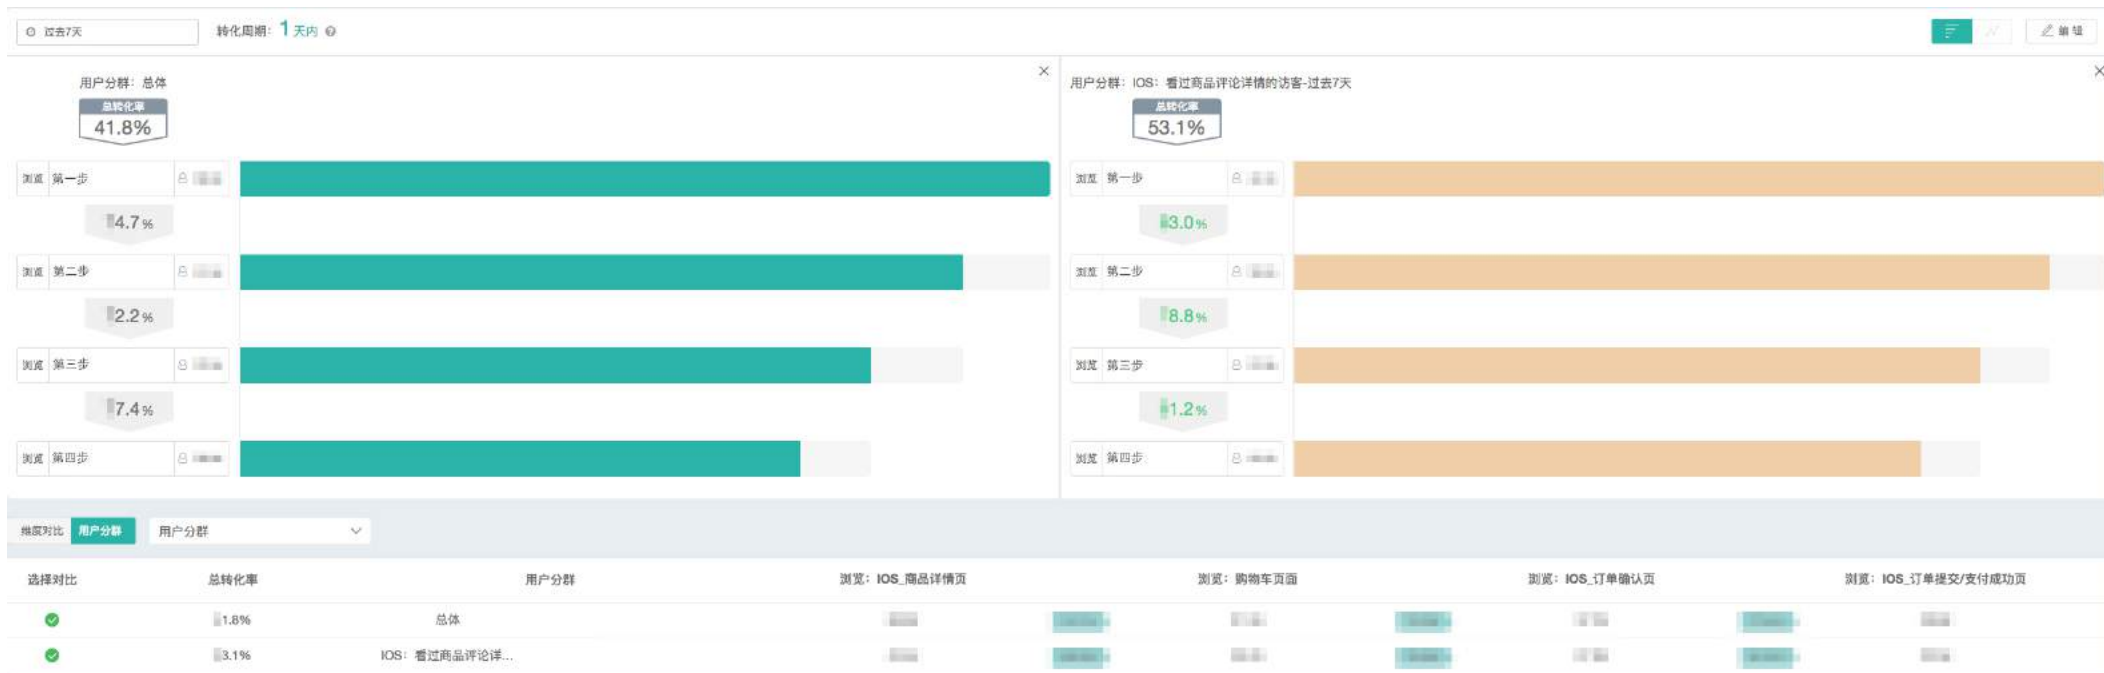 过去7天 转化周期：1天内
编辑
用户分群：总体
总转化率
41.8%
浏览 第一步
4.7%
浏览 第二步
2.2%
浏览 第三步
7.4%
浏览 第四步
用户分群：IOS：看过商品评论详情的访客-过去7天
总转化率
53.1%
浏览 第一步
3.0%
浏览 第二步
8.8%
浏览 第三步
1.2%
浏览 第四步
维度对比 用户分群 用户分群
选择对比 总转化率 用户分群 浏览：IOS_商品详情页 浏览：购物车页面 浏览：IOS_订单确认页 浏览：IOS_订单提交/支付成功页
1.8% 总体
3.1% IOS：看过商品评论详...